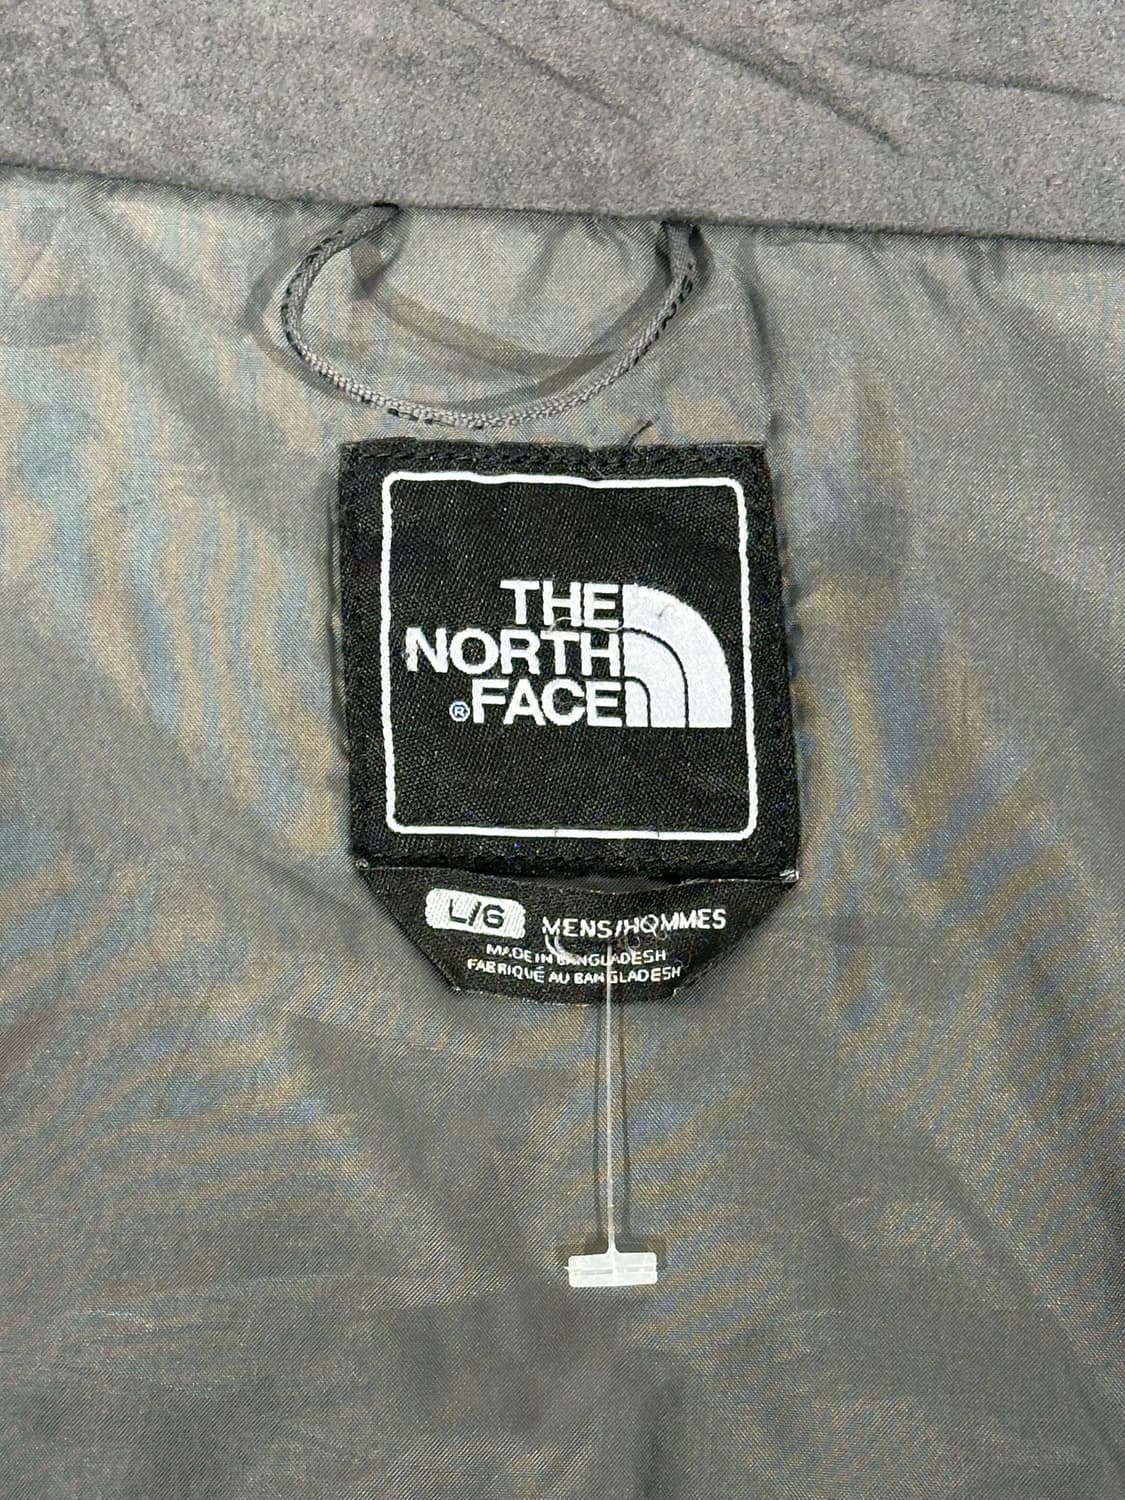 THE
NORTH
® FACE
L/G MENS/HOMMES
MADE IN BANGLADESH
FABRIQUÉ AU BANGLADESH